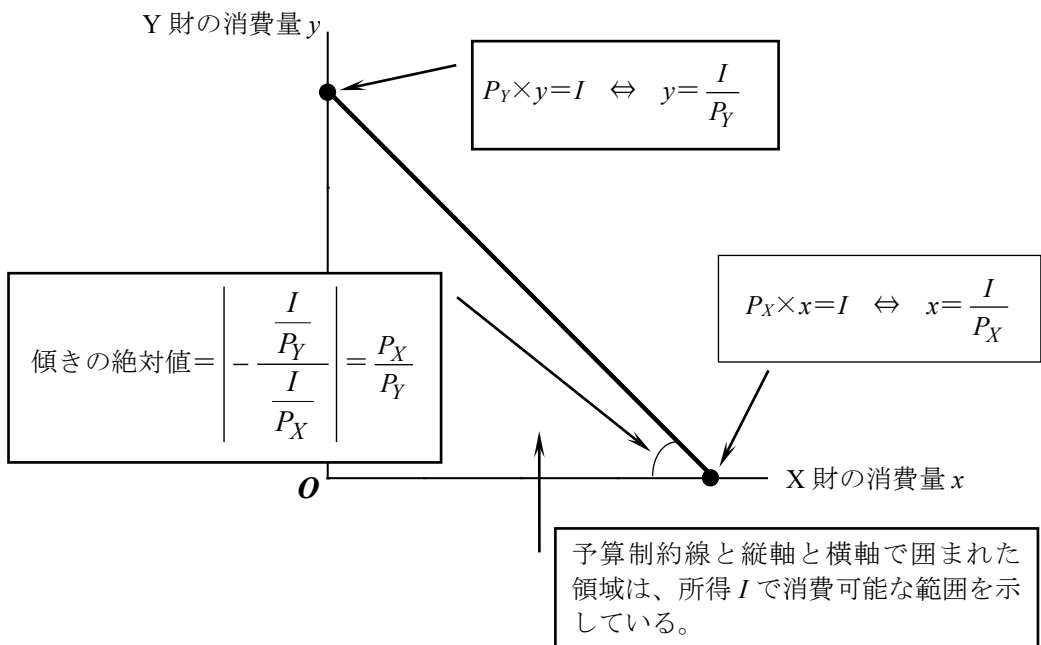 Y 財の消費量 y
P_Y×y=I ⇔ y=I/P_Y
P_X×x=I ⇔ x=I/P_X
傾きの絶対値=|−(I/P_Y)/(I/P_X)|=P_X/P_Y
O
X 財の消費量 x
予算制約線と縦軸と横軸で囲まれた
領域は、所得 I で消費可能な範囲を示
している。